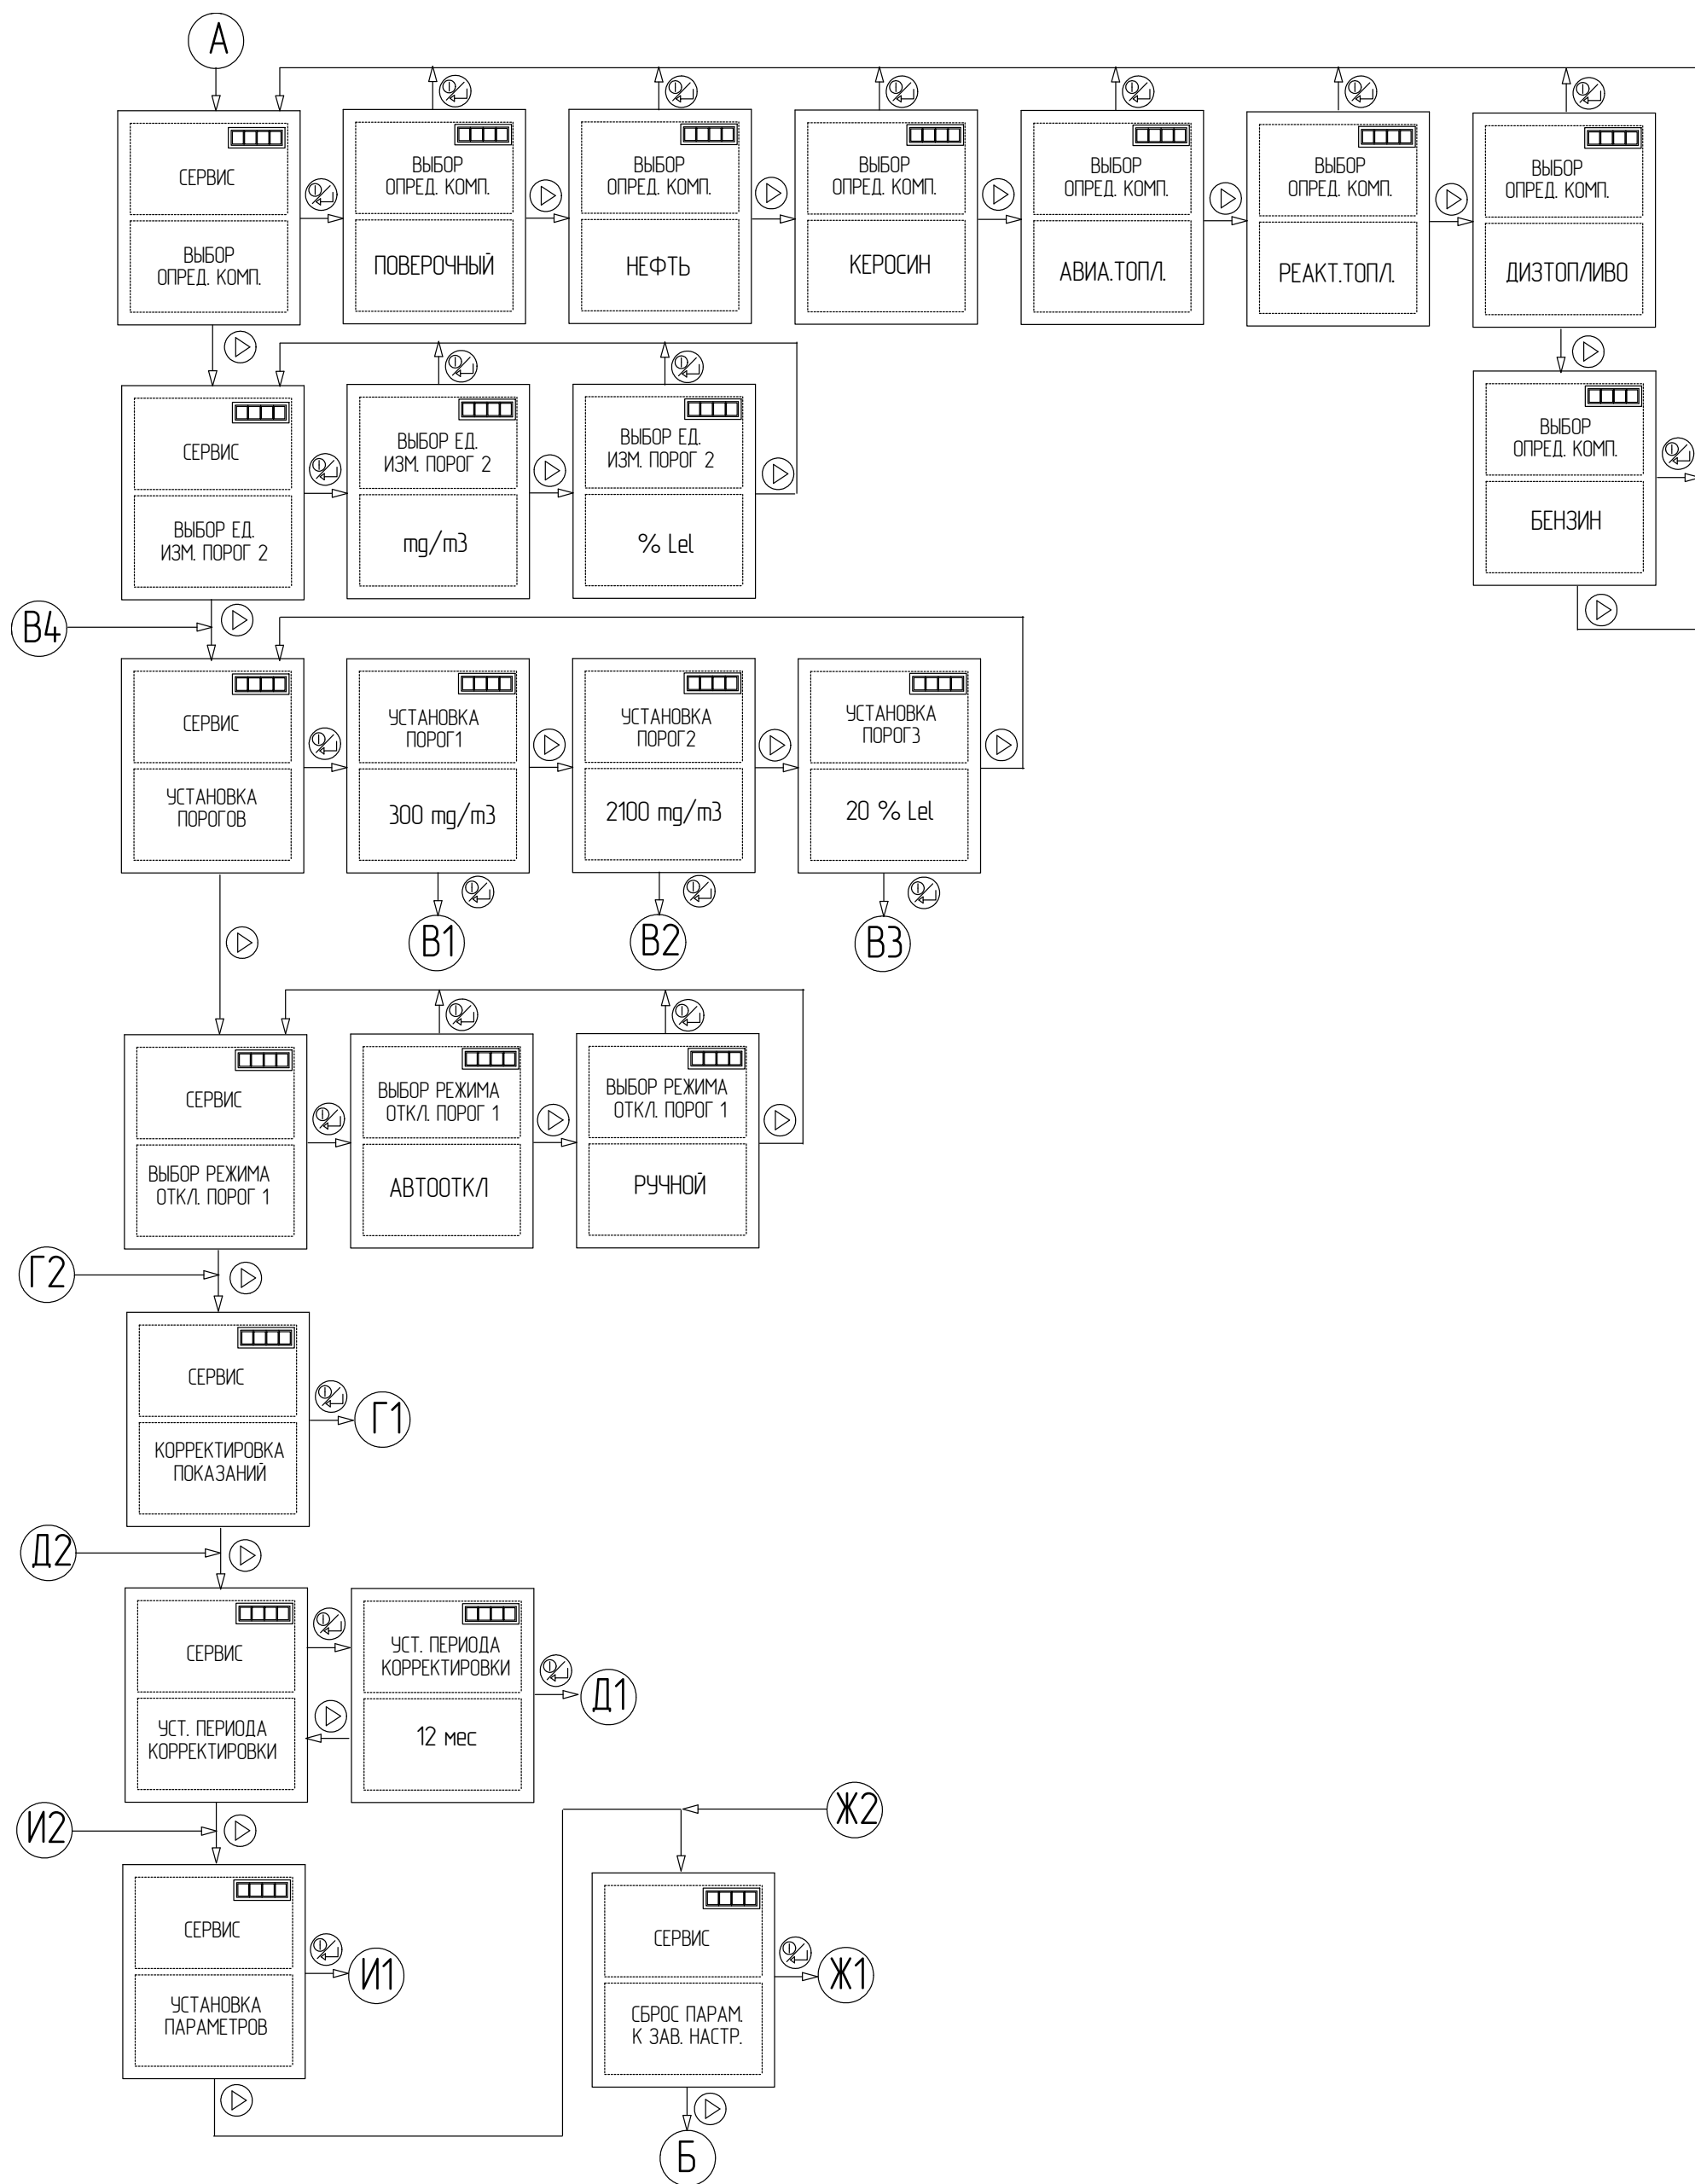 А
СЕРВИС
ВЫБОР
ОПРЕД. КОМП.
ВЫБОР
ОПРЕД. КОМП.
ПОВЕРОЧНЫЙ
ВЫБОР
ОПРЕД. КОМП.
НЕФТЬ
ВЫБОР
ОПРЕД. КОМП.
КЕРОСИН
ВЫБОР
ОПРЕД. КОМП.
АВИА.ТОПЛ.
ВЫБОР
ОПРЕД. КОМП.
РЕАКТ.ТОПЛ.
ВЫБОР
ОПРЕД. КОМП.
ДИЗТОПЛИВО
ВЫБОР
ОПРЕД. КОМП.
БЕНЗИН
СЕРВИС
ВЫБОР ЕД.
ИЗМ. ПОРОГ 2
ВЫБОР ЕД.
ИЗМ. ПОРОГ 2
mg/m3
ВЫБОР ЕД.
ИЗМ. ПОРОГ 2
% Lel
В4
СЕРВИС
УСТАНОВКА
ПОРОГОВ
УСТАНОВКА
ПОРОГ1
300 mg/m3
УСТАНОВКА
ПОРОГ2
2100 mg/m3
УСТАНОВКА
ПОРОГ3
20 % Lel
В1
В2
В3
СЕРВИС
ВЫБОР РЕЖИМА
ОТКЛ. ПОРОГ 1
ВЫБОР РЕЖИМА
ОТКЛ. ПОРОГ 1
АВТООТКЛ
ВЫБОР РЕЖИМА
ОТКЛ. ПОРОГ 1
РУЧНОЙ
Г2
СЕРВИС
КОРРЕКТИРОВКА
ПОКАЗАНИЙ
Г1
Д2
СЕРВИС
УСТ. ПЕРИОДА
КОРРЕКТИРОВКИ
УСТ. ПЕРИОДА
КОРРЕКТИРОВКИ
12 мес
Д1
И2
Ж2
СЕРВИС
УСТАНОВКА
ПАРАМЕТРОВ
И1
СЕРВИС
СБРОС ПАРАМ.
К ЗАВ. НАСТР.
Ж1
Б